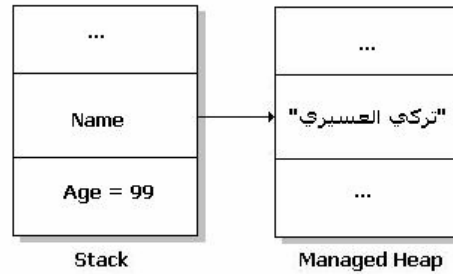 ...
Name
Age = 99
Stack
...
"تركي العسيري"
...
Managed Heap